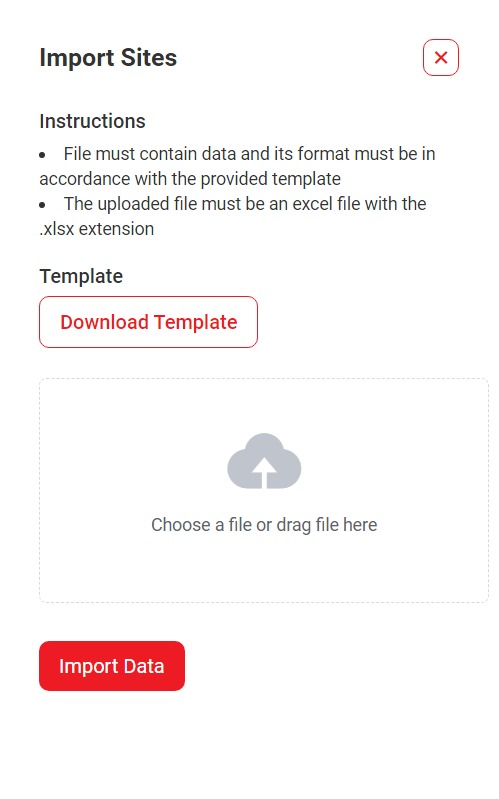 Import Sites
Instructions
• File must contain data and its format must be in
accordance with the provided template
• The uploaded file must be an excel file with the
.xlsx extension
Template
Download Template
Choose a file or drag file here
Import Data